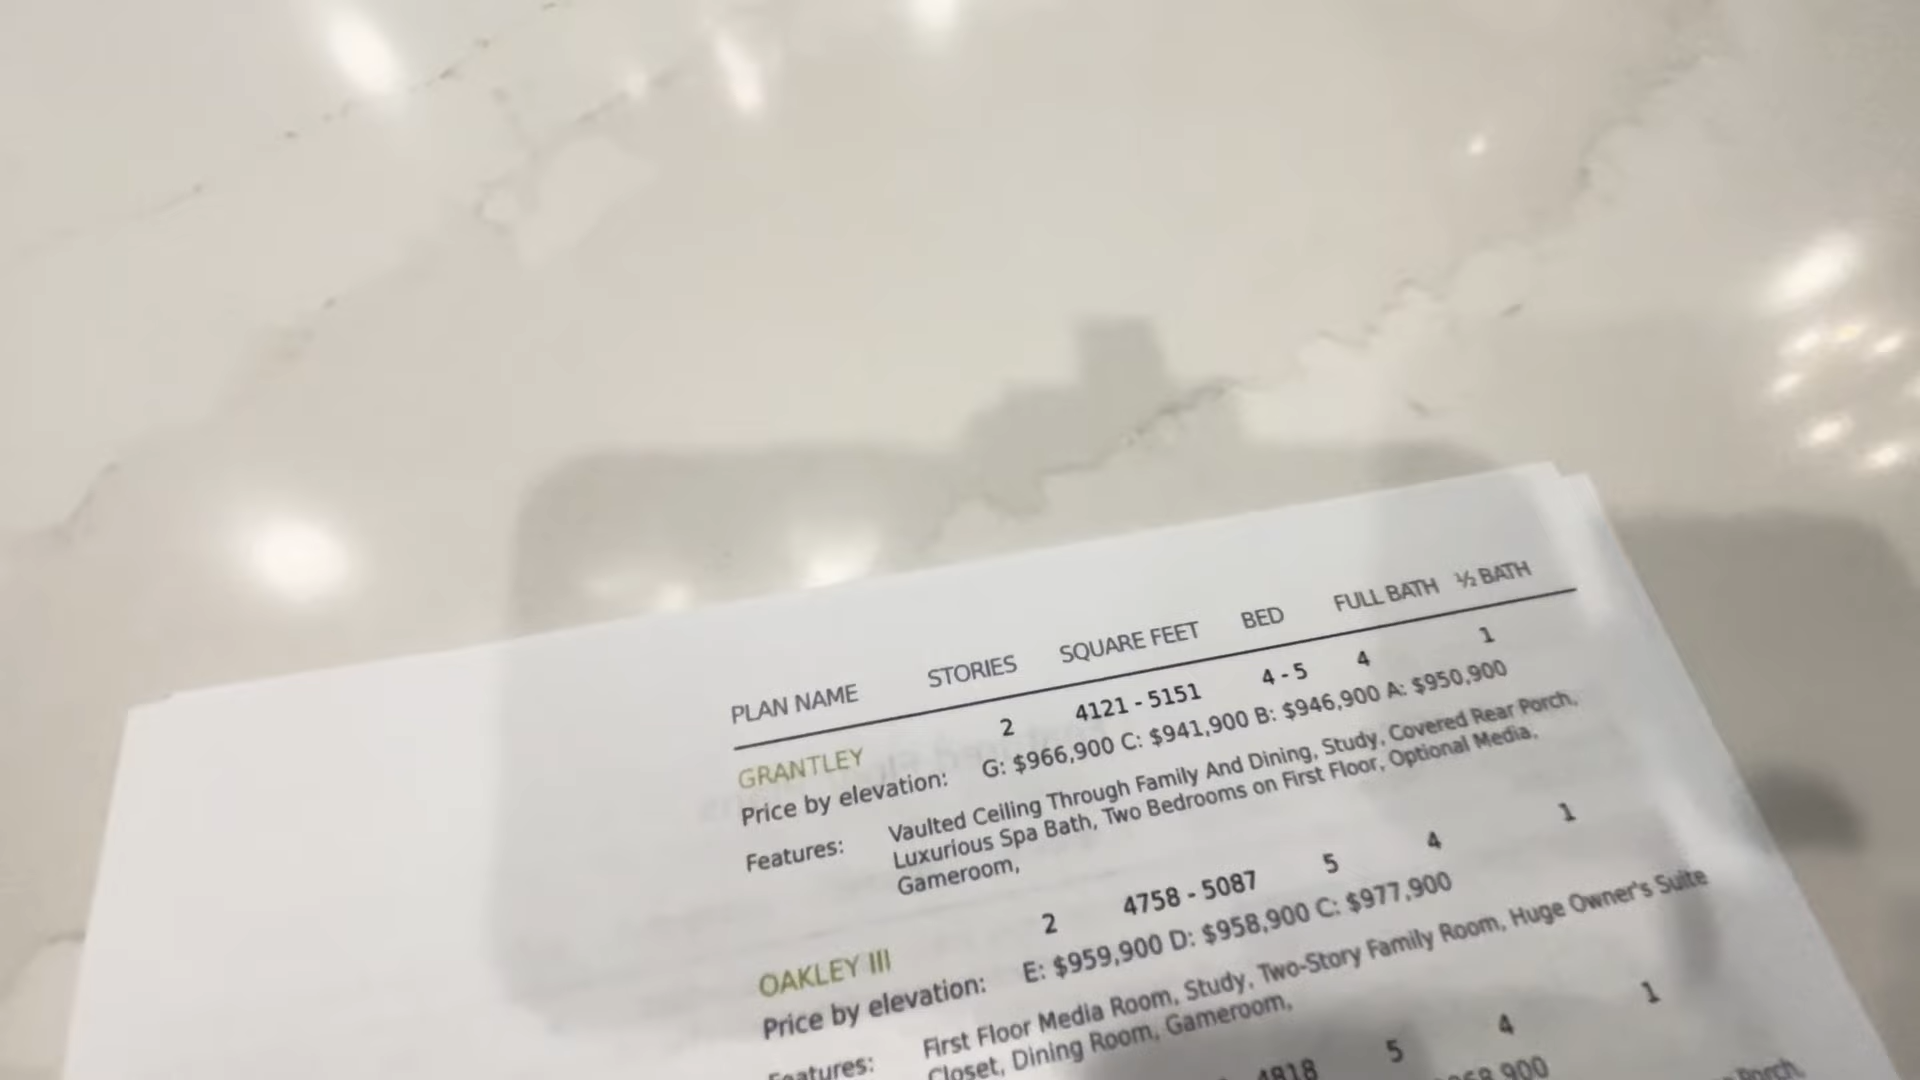 PLAN NAME STORIES SQUARE FEET BED FULL BATH ½ BATH
GRANTLEY 2 4121 - 5151 4 - 5 4 1
Price by elevation: G: $966,900 C: $941,900 B: $946,900 A: $950,900
Features: Vaulted Ceiling Through Family And Dining, Study, Covered Rear Porch,
Luxurious Spa Bath, Two Bedrooms on First Floor, Optional Media,
Gameroom,
OAKLEY III 2 4758 - 5087 5 4 1
Price by elevation: E: $959,900 D: $958,900 C: $977,900
Features: First Floor Media Room, Study, Two-Story Family Room, Huge Owner's Suite
Closet, Dining Room, Gameroom,
4818 5 4 1
Porch,